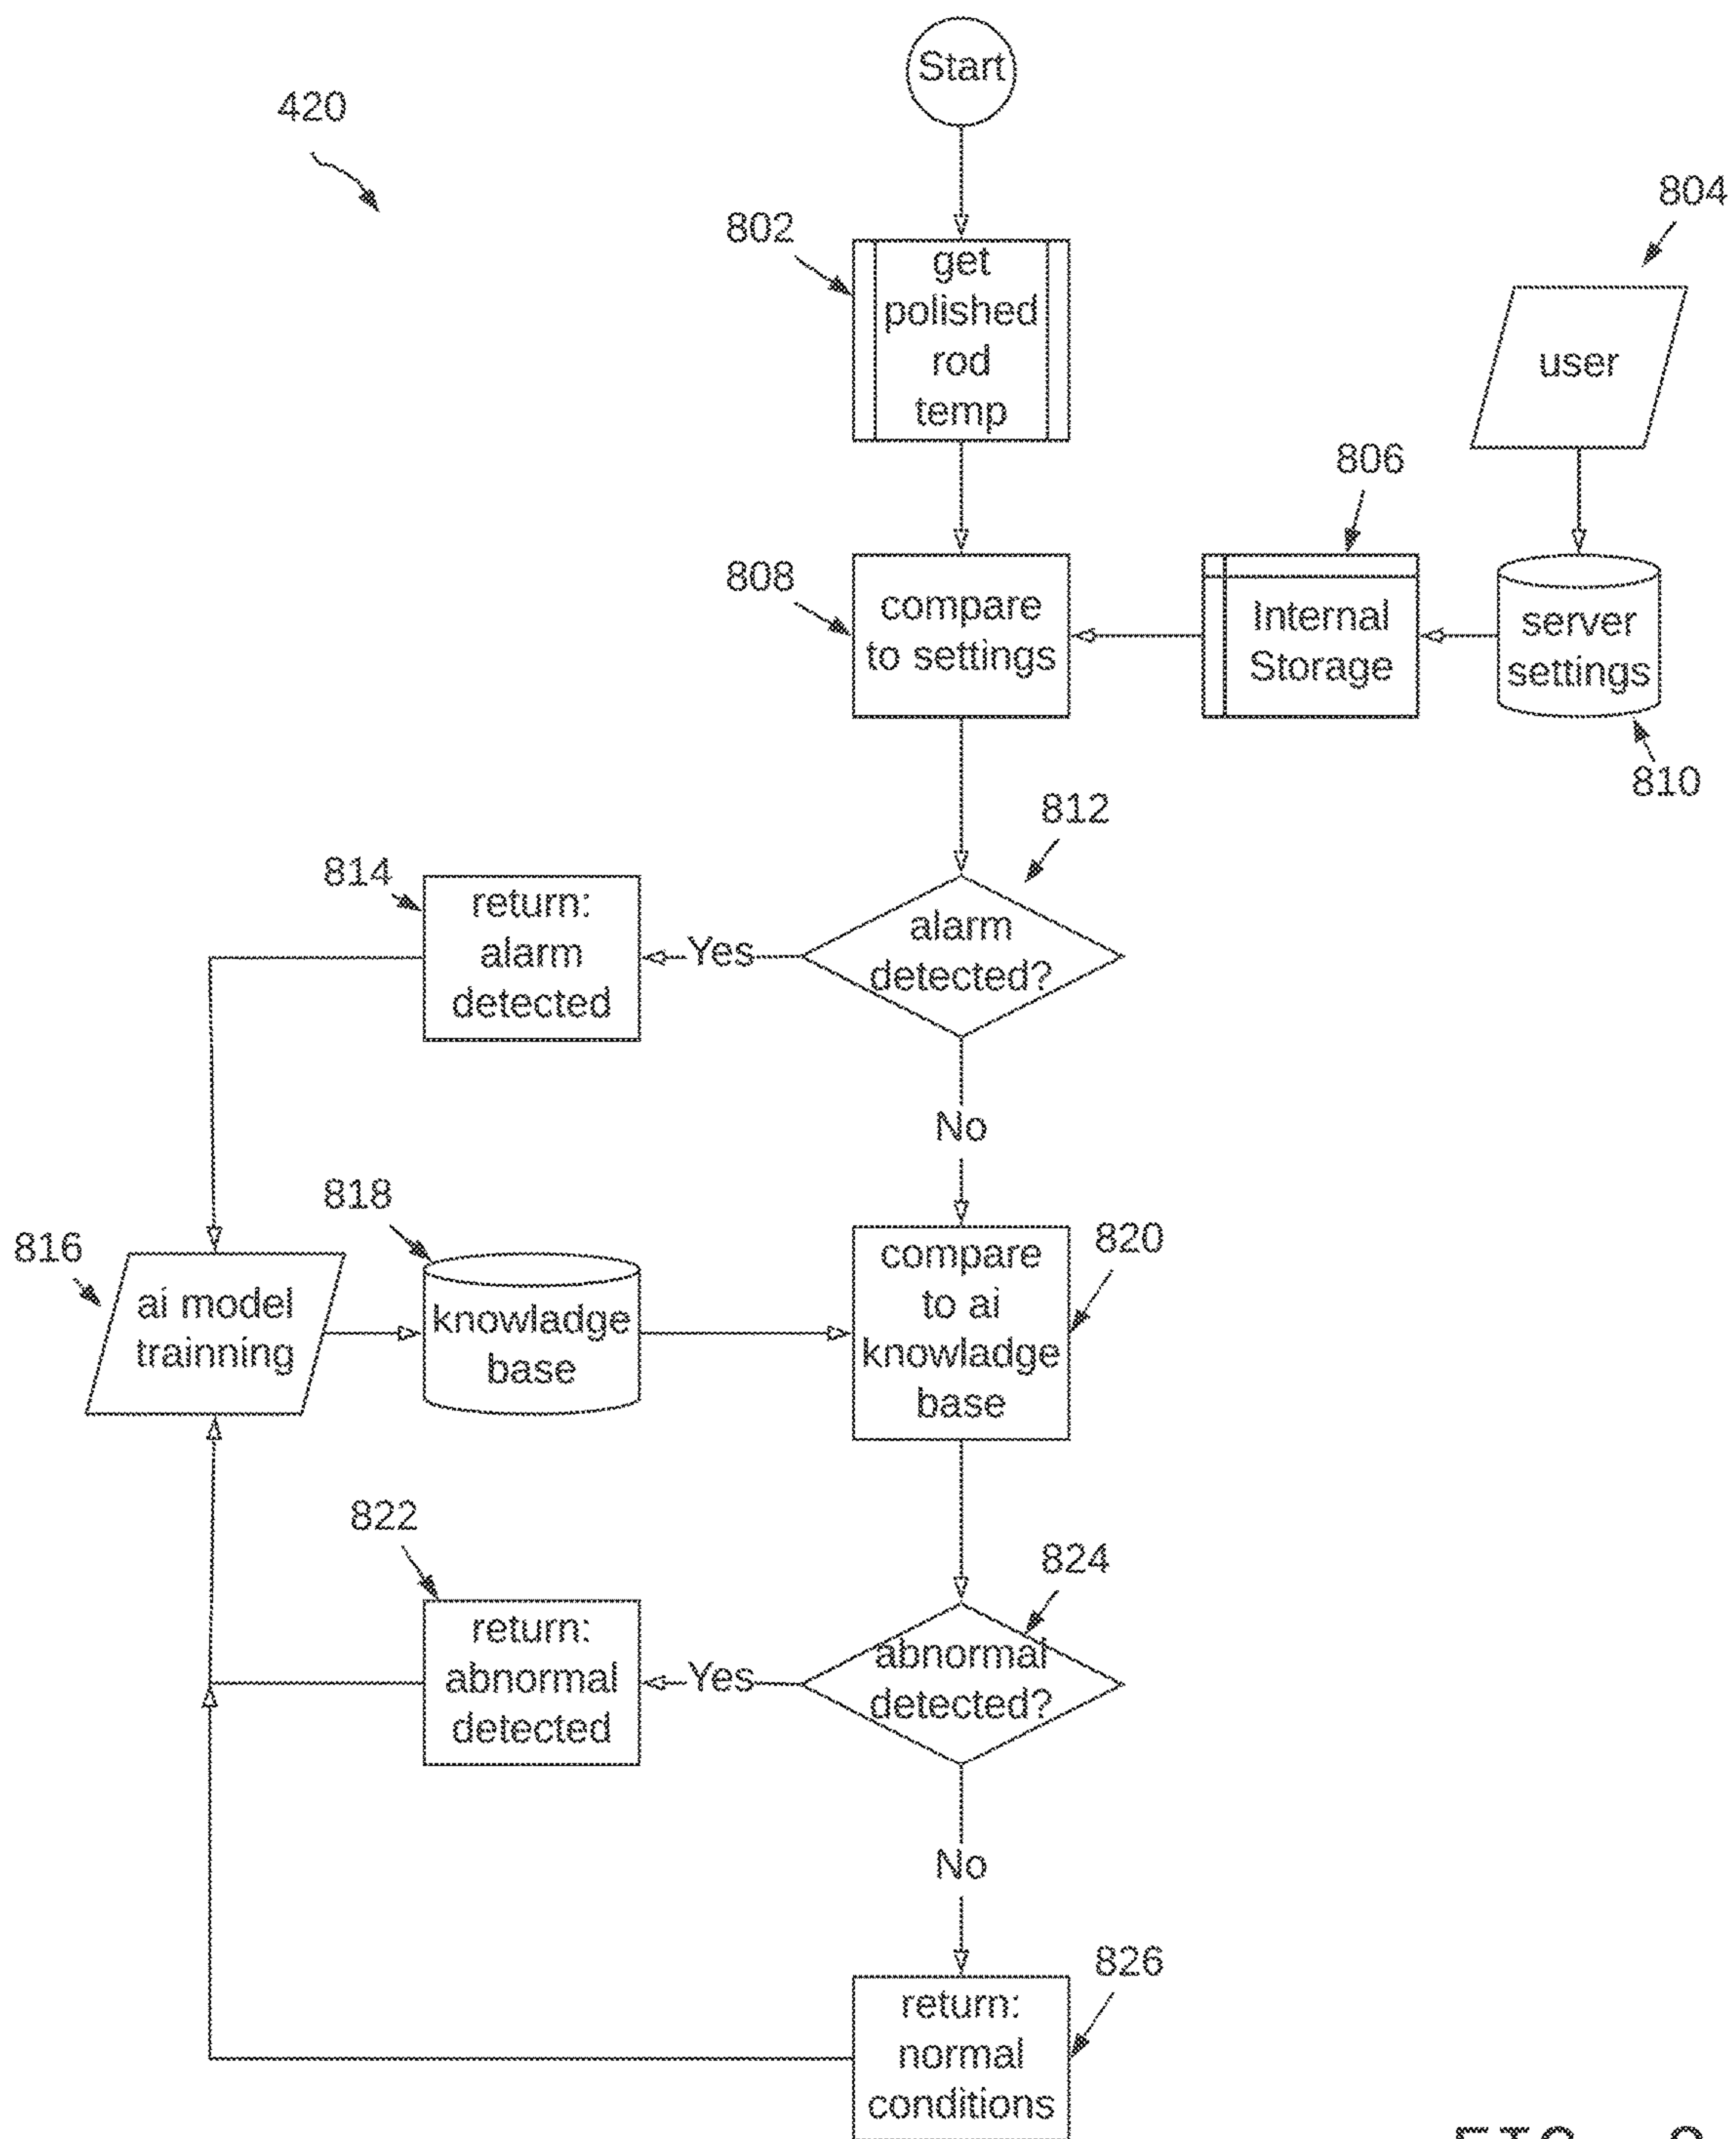 Start
420
802
get
polished
rod
temp
804
user
806
Internal
Storage
server
settings
810
808
compare
to settings
812
alarm
detected?
Yes
814
return:
alarm
detected
No
816
ai model
trainning
818
knowladge
base
820
compare
to ai
knowladge
base
822
return:
abnormal
detected
Yes
824
abnormal
detected?
No
826
return:
normal
conditions